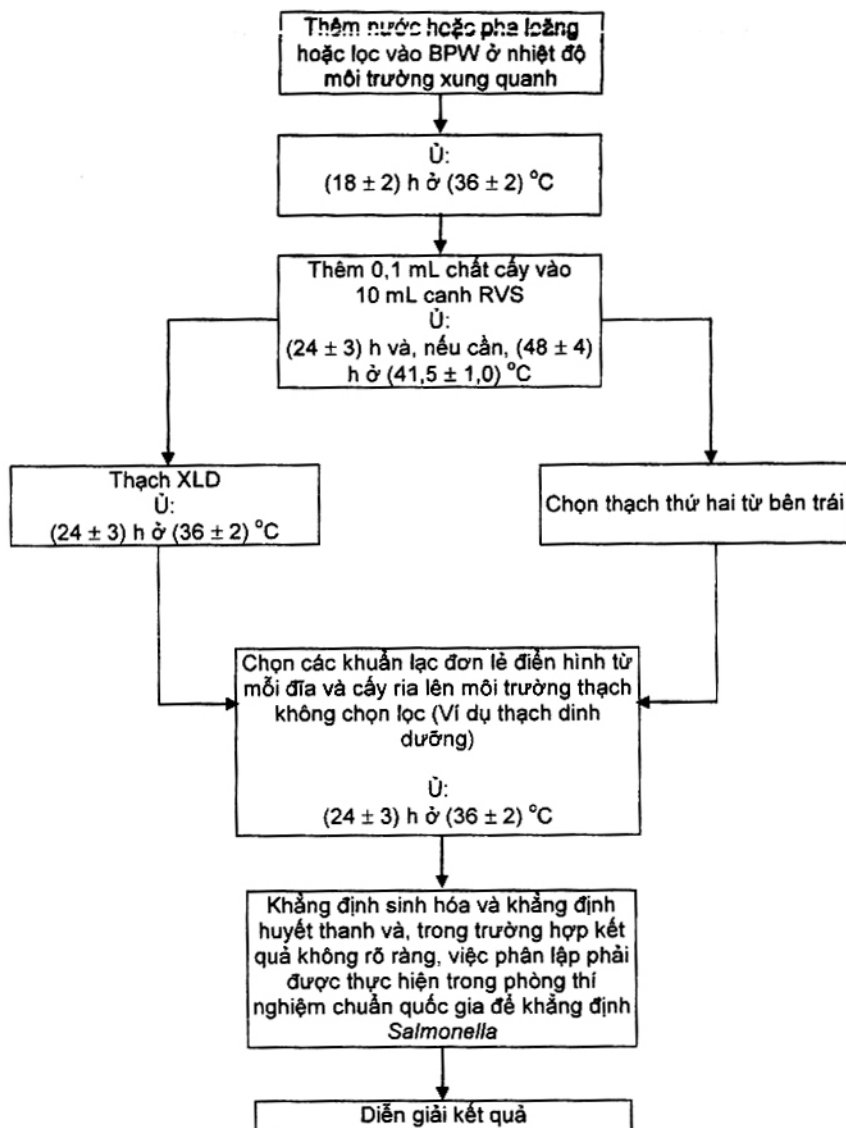 Thêm nước hoặc pha loãng
hoặc lọc vào BPW ở nhiệt độ
môi trường xung quanh
Ủ:
(18 ± 2) h ở (36 ± 2) °C
Thêm 0,1 mL chất cấy vào
10 mL canh RVS
Ủ:
(24 ± 3) h và, nếu cần, (48 ± 4)
h ở (41,5 ± 1,0) °C
Thạch XLD
Ủ:
(24 ± 3) h ở (36 ± 2) °C
Chọn thạch thứ hai từ bên trái
Chọn các khuẩn lạc đơn lẻ điển hình từ
mỗi đĩa và cấy ria lên môi trường thạch
không chọn lọc (Ví dụ thạch dinh
dưỡng)
Ủ:
(24 ± 3) h ở (36 ± 2) °C
Khẳng định sinh hóa và khẳng định
huyết thanh và, trong trường hợp kết
quả không rõ ràng, việc phân lập phải
được thực hiện trong phòng thí
nghiệm chuẩn quốc gia để khẳng định
Salmonella
Diễn giải kết quả